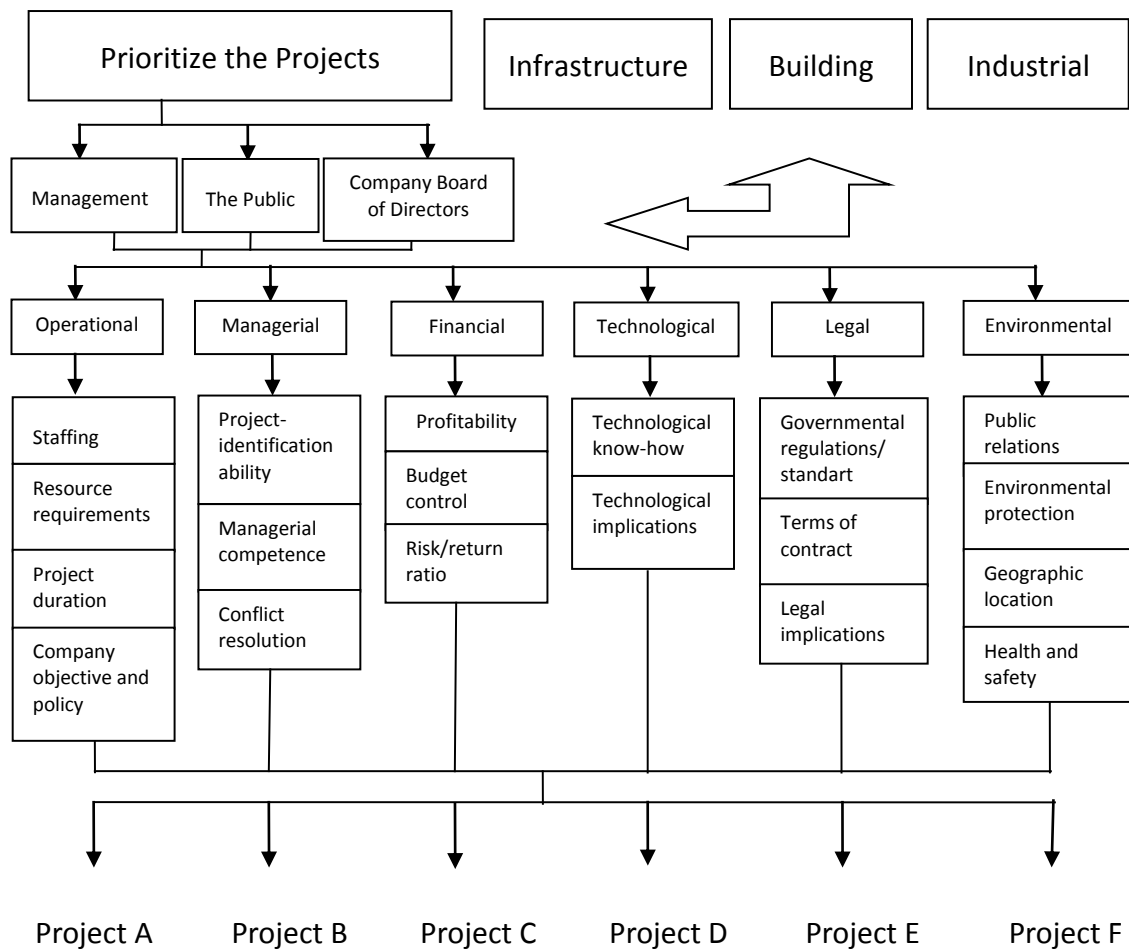 Prioritize the Projects
Infrastructure
Building
Industrial
Management
The Public
Company Board
of Directors
Operational
Managerial
Financial
Technological
Legal
Environmental
Staffing
Resource
requirements
Project
duration
Company
objective and
policy
Project-
identification
ability
Managerial
competence
Conflict
resolution
Profitability
Budget
control
Risk/return
ratio
Technological
know-how
Technological
implications
Governmental
regulations/
standart
Terms of
contract
Legal
implications
Public
relations
Environmental
protection
Geographic
location
Health and
safety
Project A
Project B
Project C
Project D
Project E
Project F